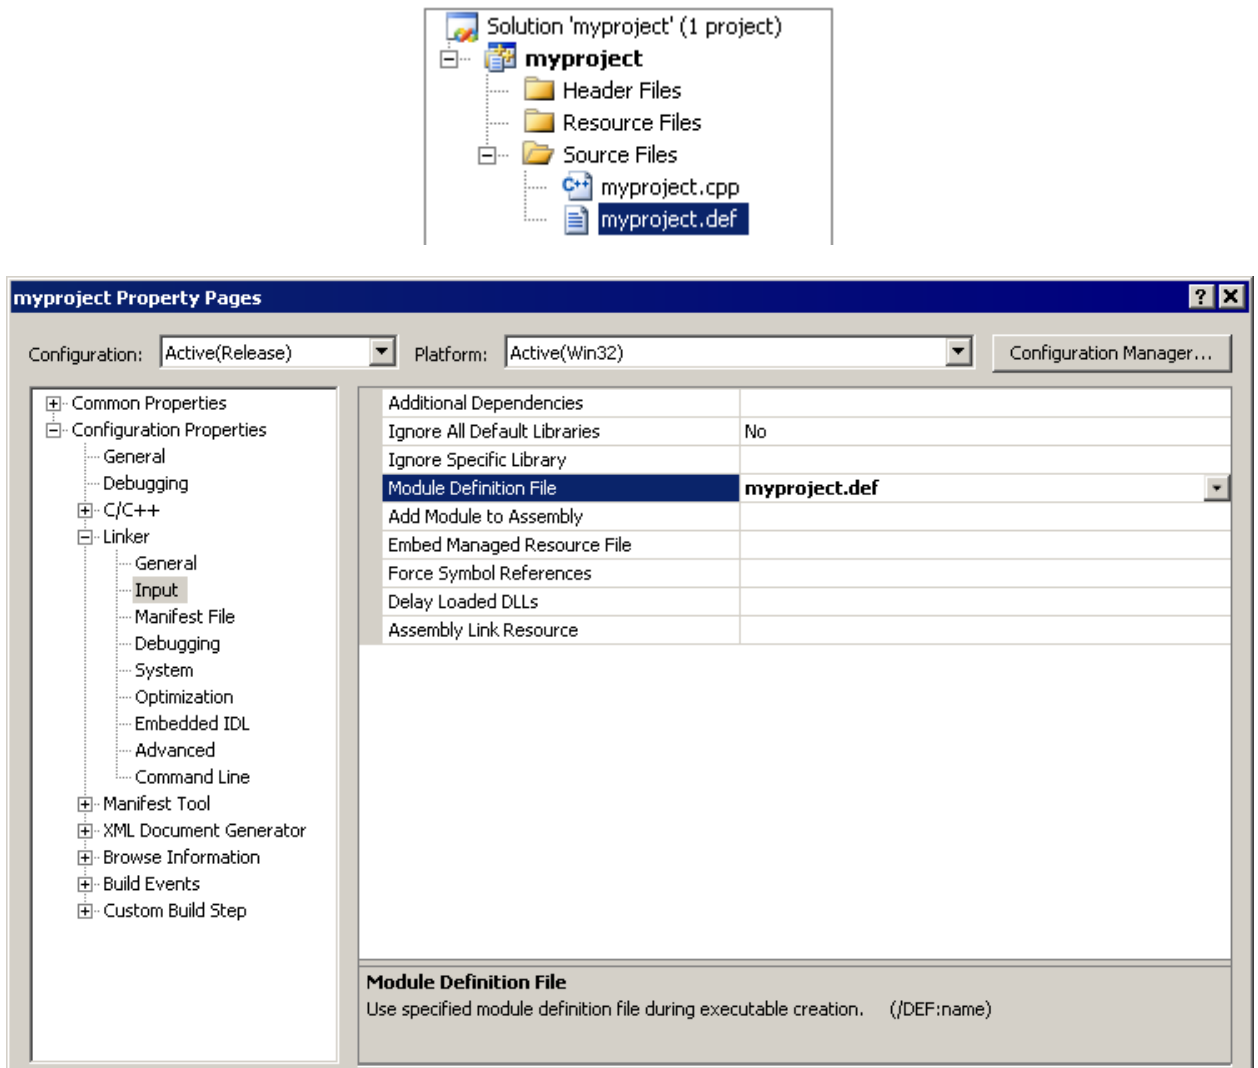 Solution 'myproject' (1 project)
myproject
Header Files
Resource Files
Source Files
C++ myproject.cpp
myproject.def
myproject Property Pages
Configuration: Active(Release) Platform: Active(Win32) Configuration Manager...
Common Properties
Configuration Properties
General
Debugging
C/C++
Linker
General
Input
Manifest File
Debugging
System
Optimization
Embedded IDL
Advanced
Command Line
Manifest Tool
XML Document Generator
Browse Information
Build Events
Custom Build Step
Additional Dependencies
Ignore All Default Libraries No
Ignore Specific Library
Module Definition File myproject.def
Add Module to Assembly
Embed Managed Resource File
Force Symbol References
Delay Loaded DLLs
Assembly Link Resource
Module Definition File
Use specified module definition file during executable creation. (/DEF:name)